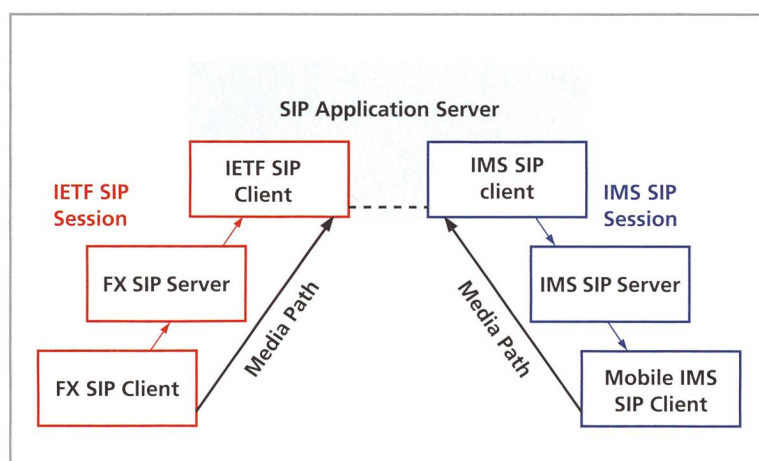 SIP Application Server
IETF SIP
Client
IMS SIP
client
IETF SIP
Session
IMS SIP
Session
FX SIP Server
IMS SIP Server
Media Path
Media Path
FX SIP Client
Mobile IMS
SIP Client